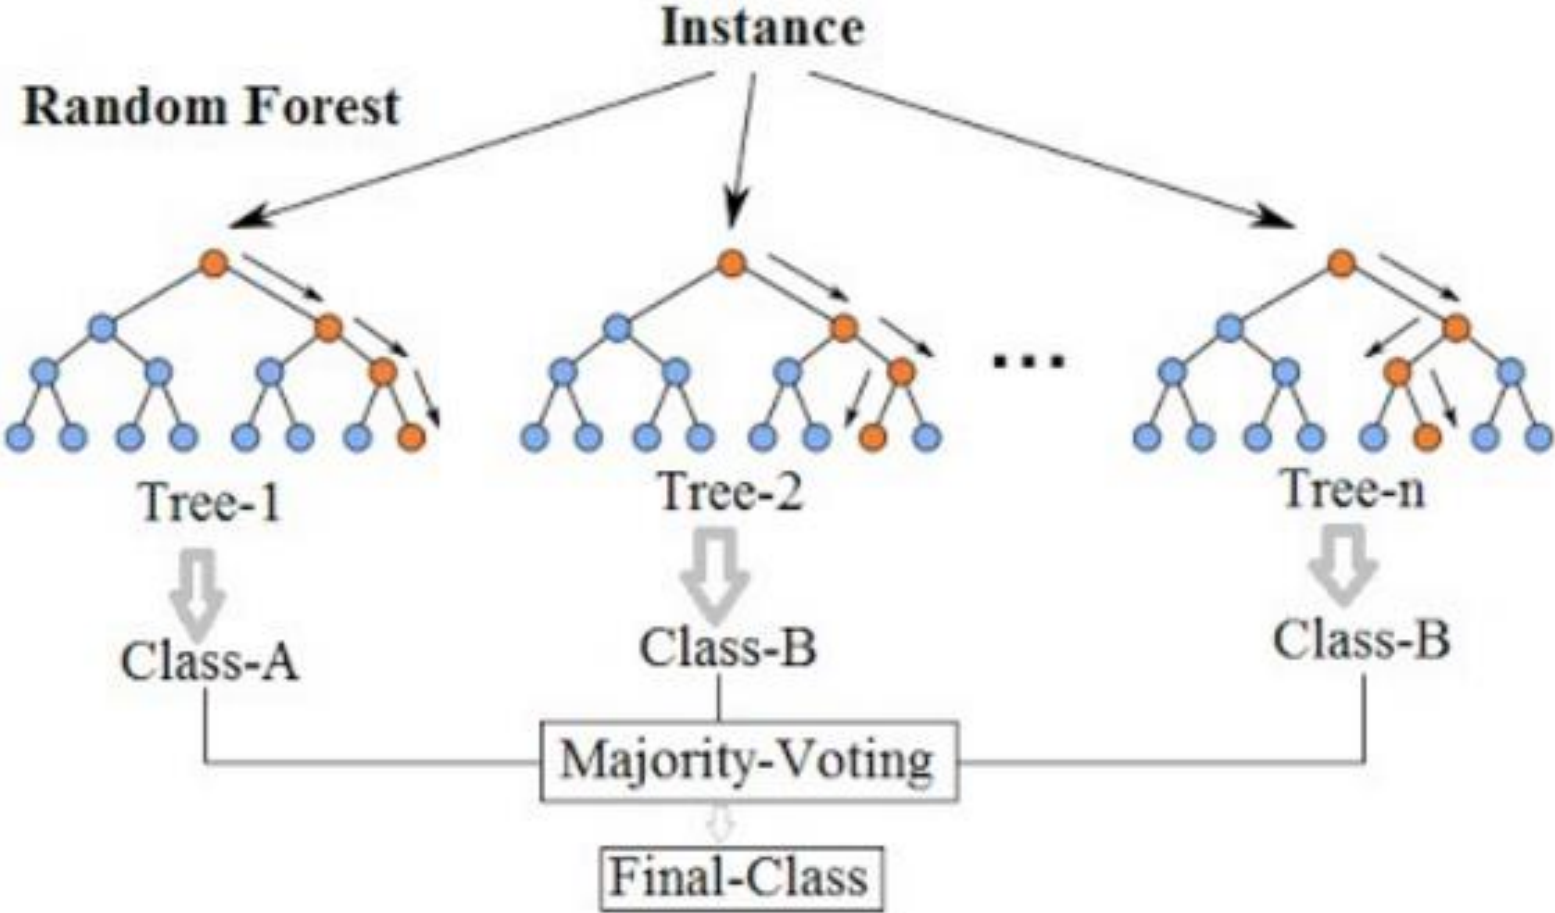 Instance
Random Forest
...
Tree-1
Tree-2
Tree-n
Class-A
Class-B
Class-B
Majority-Voting
Final-Class